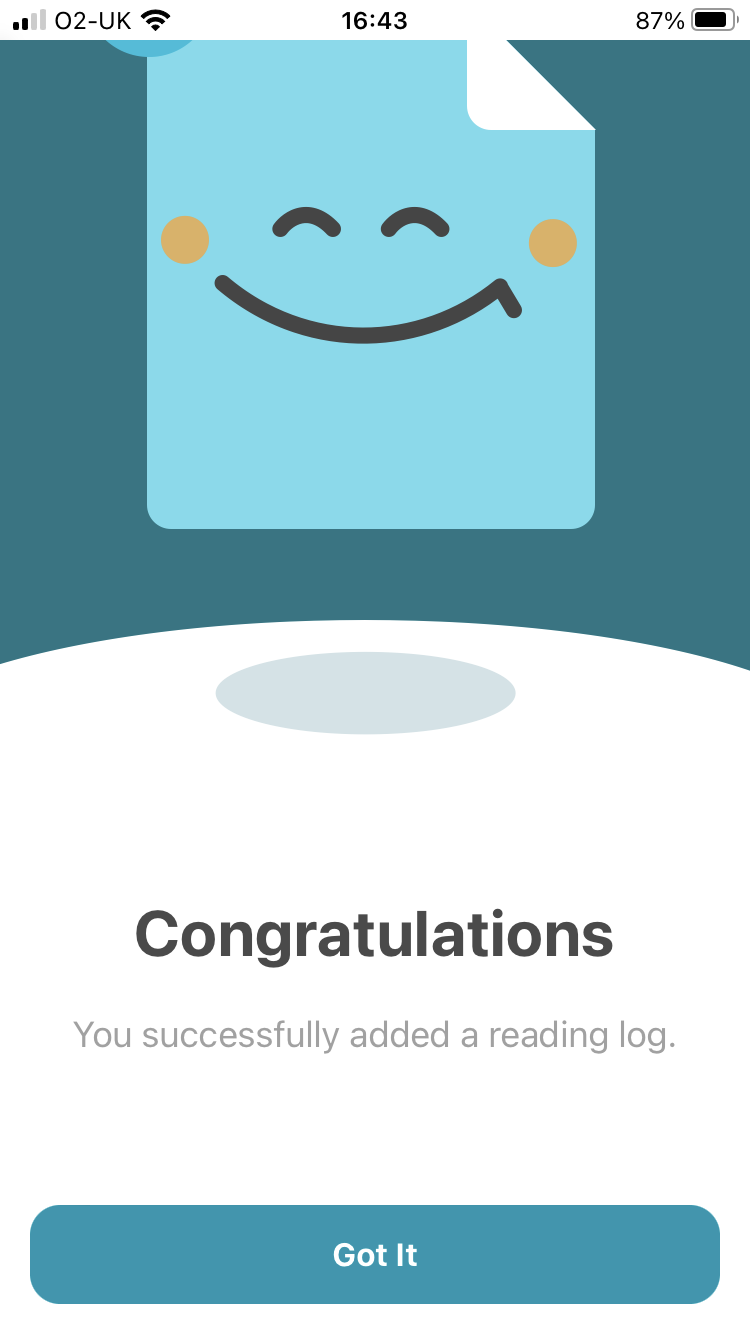 O2-UK 16:43 87%
Congratulations
You successfully added a reading log.
Got It